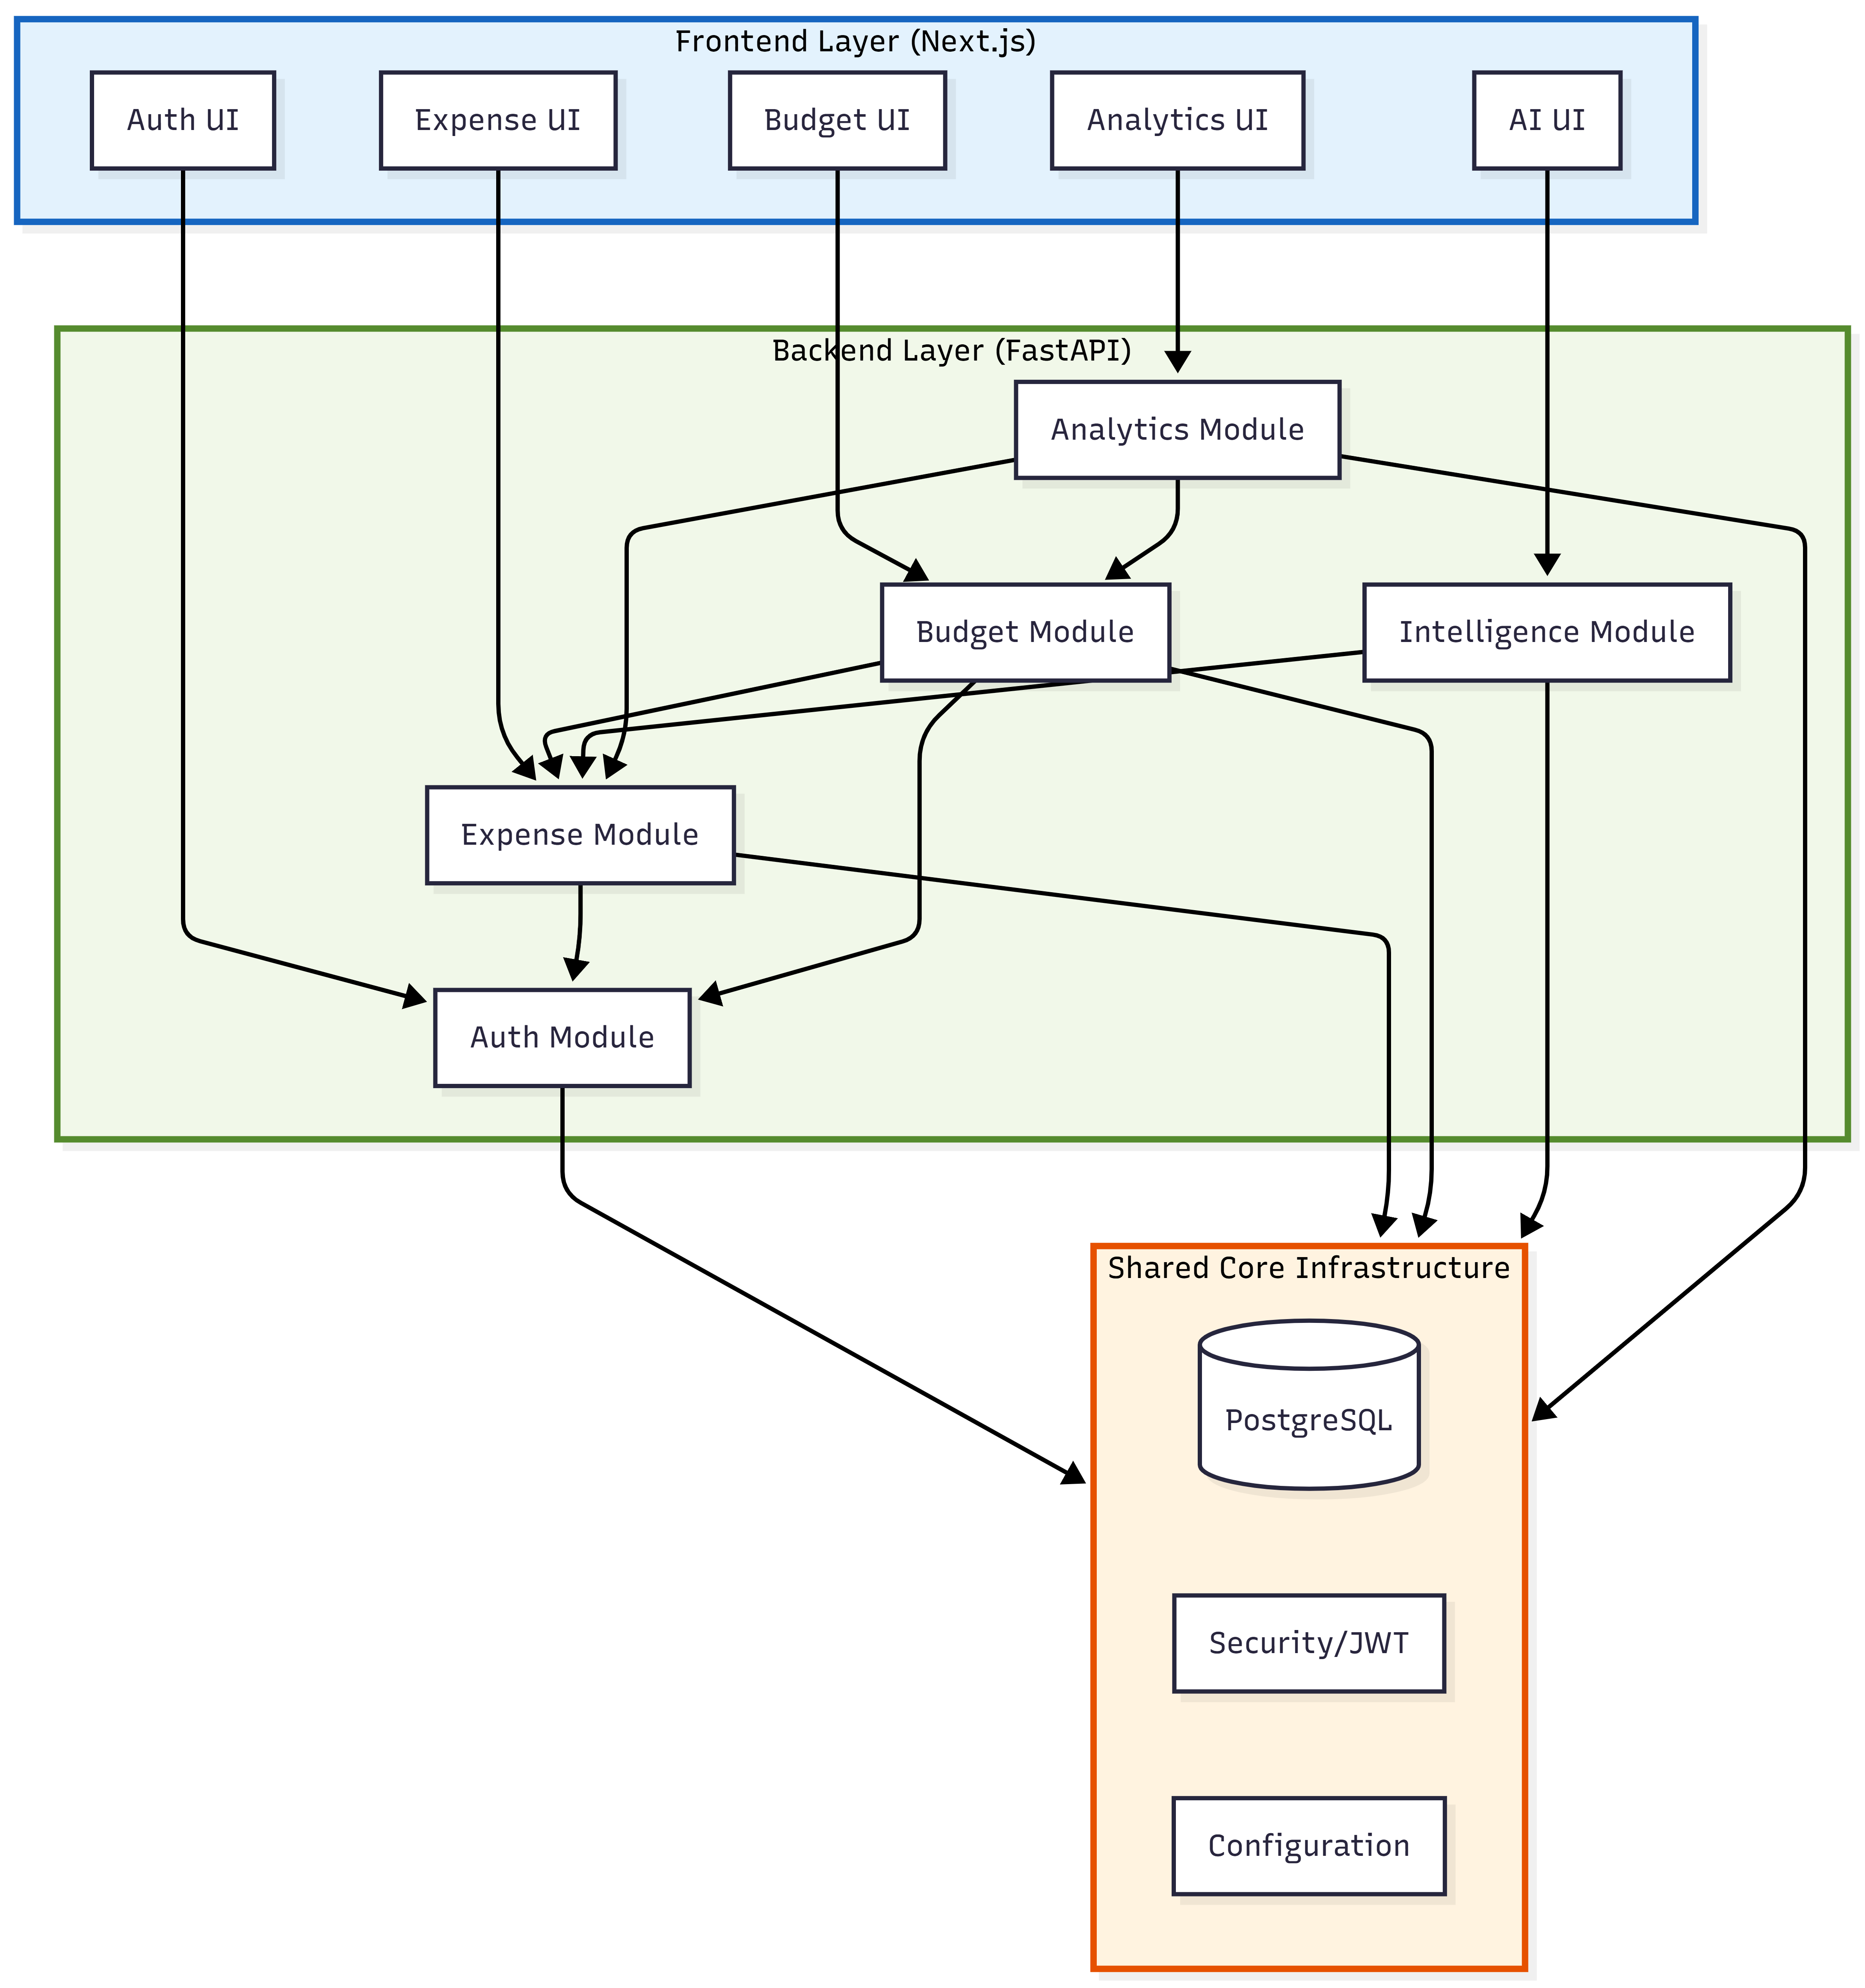 Frontend Layer (Next.js)
Auth UI
Expense UI
Budget UI
Analytics UI
AI UI
Backend Layer (FastAPI)
Analytics Module
Budget Module
Intelligence Module
Expense Module
Auth Module
Shared Core Infrastructure
PostgreSQL
Security/JWT
Configuration